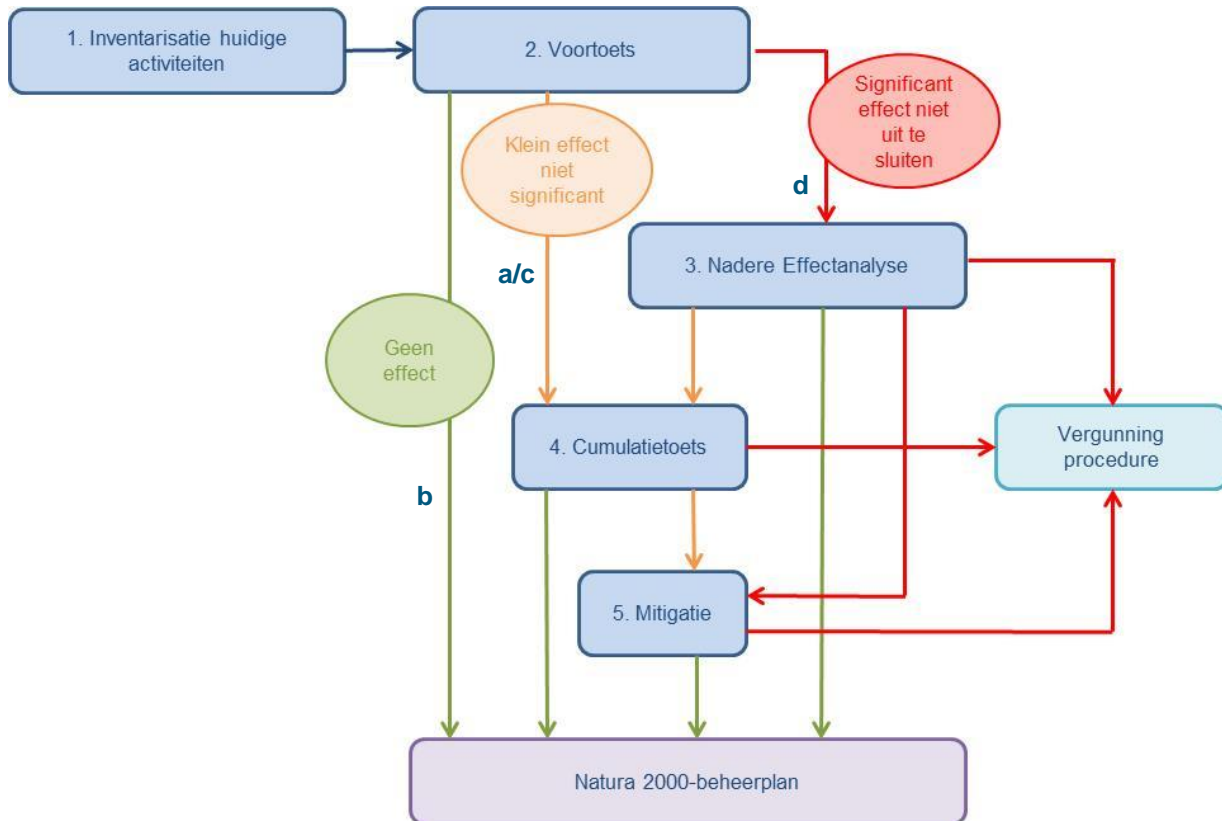 1. Inventarisatie huidige
activiteiten
2. Voortoets
Significant
effect niet
uit te
sluiten
Klein effect
niet
significant
d
3. Nadere Effectanalyse
a/c
Geen
effect
4. Cumulatietoets
Vergunning
procedure
b
5. Mitigatie
Natura 2000-beheerplan